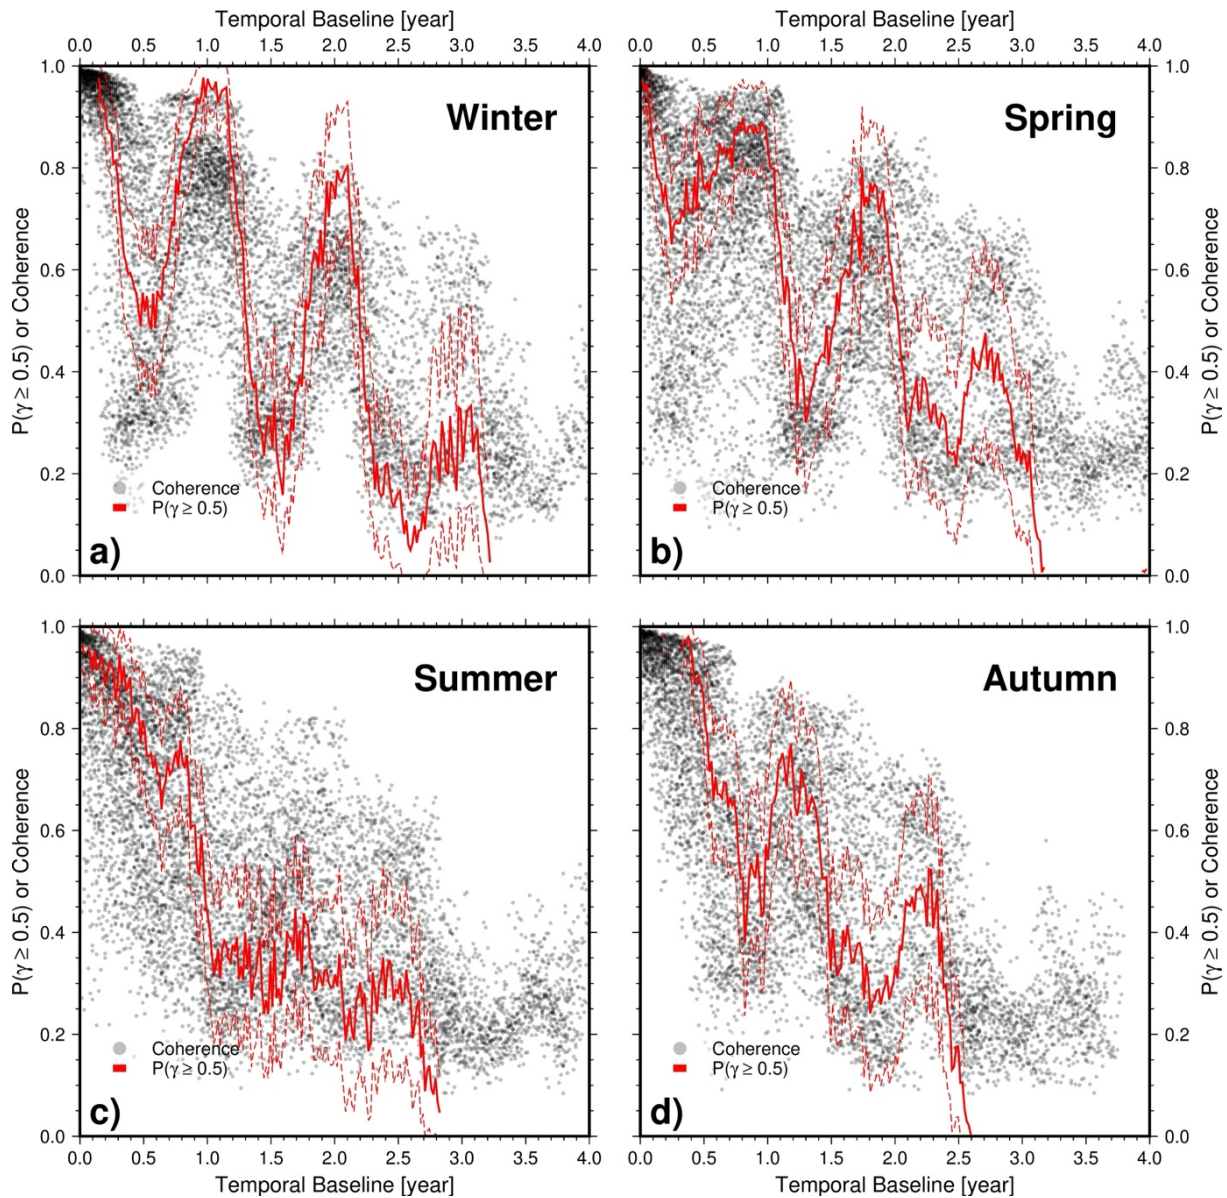 Temporal Baseline [year]
0.0 0.5 1.0 1.5 2.0 2.5 3.0 3.5 4.0
Temporal Baseline [year]
0.0 0.5 1.0 1.5 2.0 2.5 3.0 3.5 4.0
P(γ ≥ 0.5) or Coherence
1.0
0.8
0.6
0.4
0.2
0.0
Winter
Coherence
P(γ ≥ 0.5)
a)
Spring
Coherence
P(γ ≥ 0.5)
b)
1.0
0.8
0.6
0.4
0.2
0.0
P(γ ≥ 0.5) or Coherence
P(γ ≥ 0.5) or Coherence
1.0
0.8
0.6
0.4
0.2
0.0
Summer
Coherence
P(γ ≥ 0.5)
c)
Autumn
Coherence
P(γ ≥ 0.5)
d)
1.0
0.8
0.6
0.4
0.2
0.0
P(γ ≥ 0.5) or Coherence
0.0 0.5 1.0 1.5 2.0 2.5 3.0 3.5 4.0
Temporal Baseline [year]
0.0 0.5 1.0 1.5 2.0 2.5 3.0 3.5 4.0
Temporal Baseline [year]